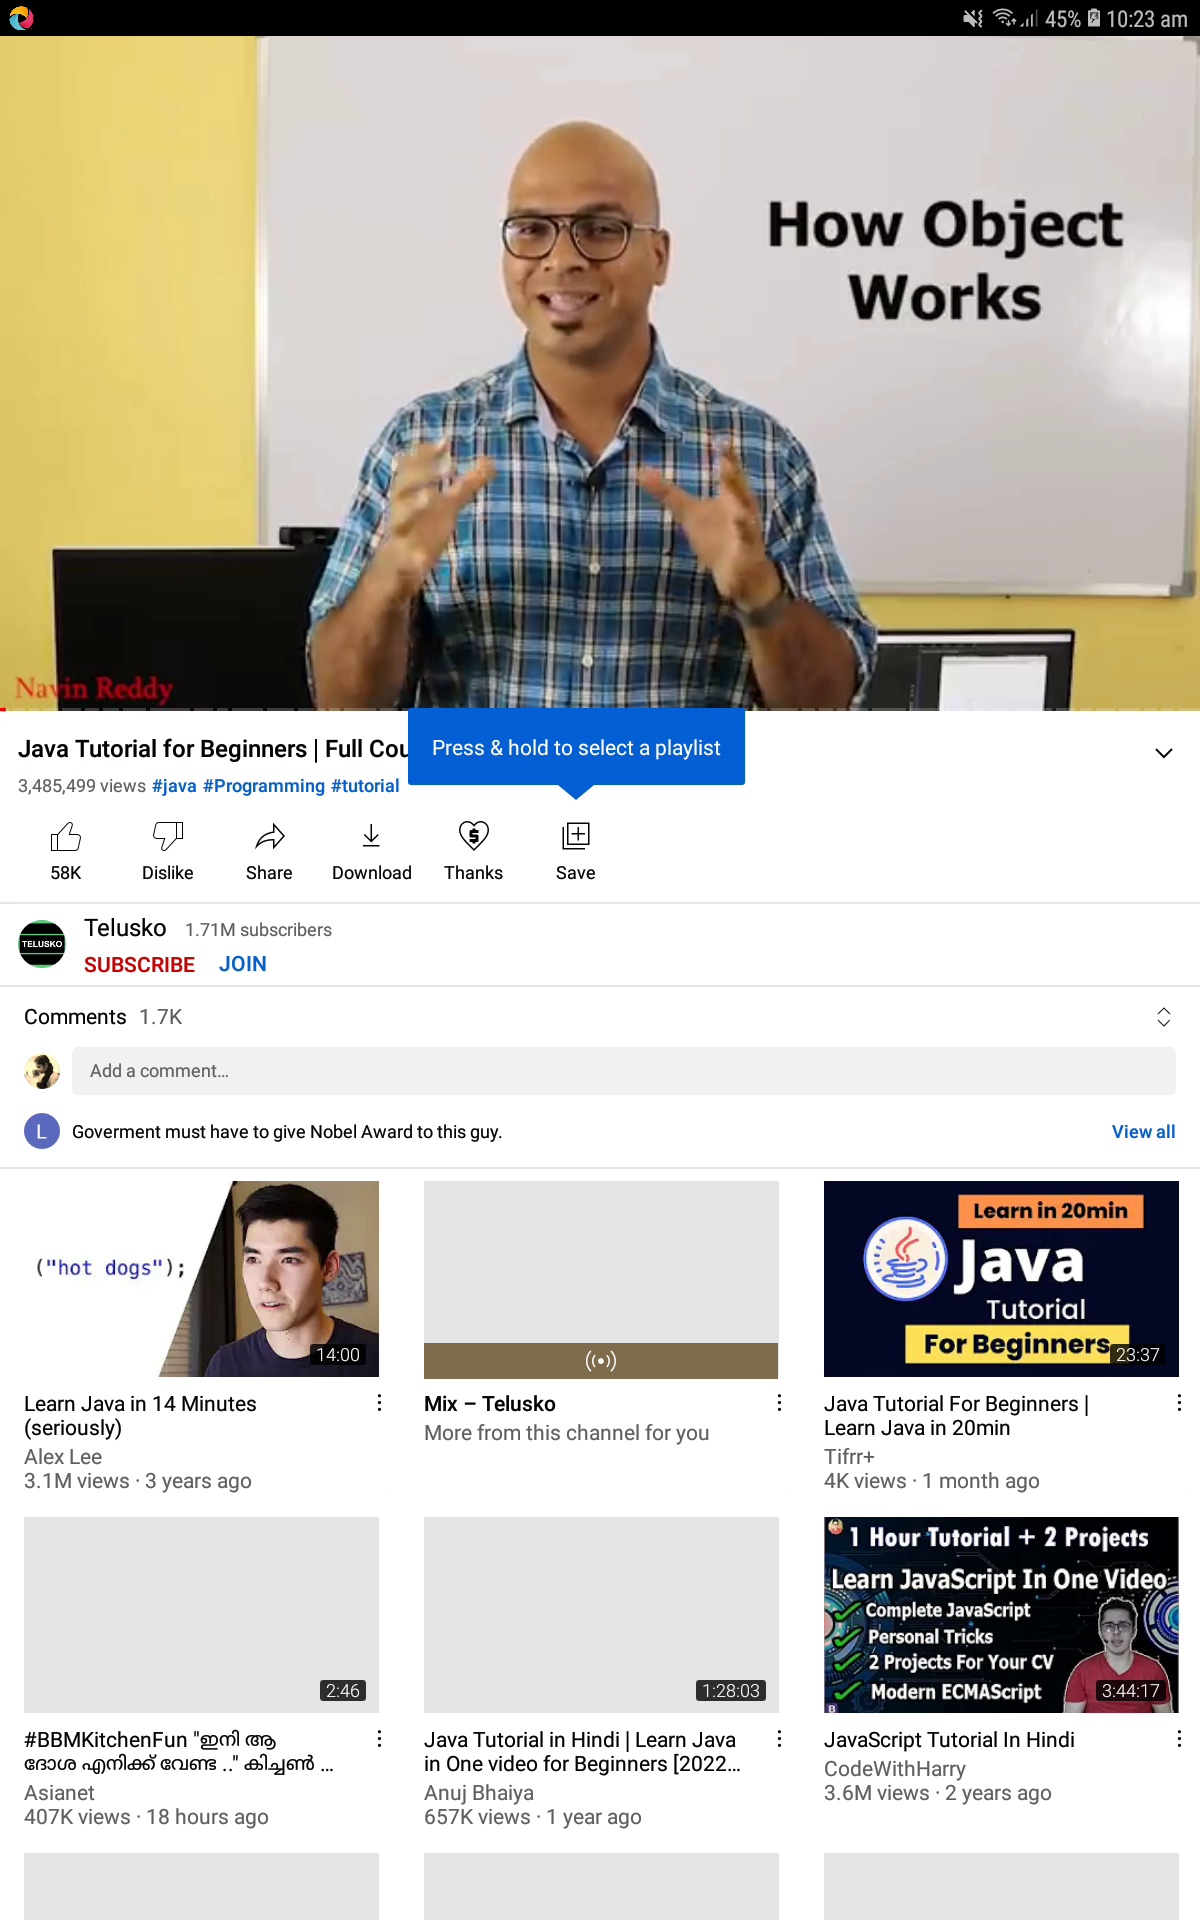 45% 10:23 am
How Object
Works
Navin Reddy
Java Tutorial for Beginners | Full Cou
Press & hold to select a playlist
3,485,499 views #java #Programming #tutorial
58K Dislike Share Download Thanks Save
TELUSKO
Telusko 1.71M subscribers
SUBSCRIBE JOIN
Comments 1.7K
Add a comment...
L Goverment must have to give Nobel Award to this guy. View all
("hot dogs");
14:00
Learn Java in 14 Minutes
(seriously)
Alex Lee
3.1M views · 3 years ago
Mix – Telusko
More from this channel for you
Learn in 20min
Java
Tutorial
For Beginners
23:37
Java Tutorial For Beginners |
Learn Java in 20min
Tifrr+
4K views · 1 month ago
2:46
#BBMKitchenFun "ഇനി ആ
ദോശ എനിക്ക് വേണ്ട .." കിച്ചൺ ...
Asianet
407K views · 18 hours ago
1:28:03
Java Tutorial in Hindi | Learn Java
in One video for Beginners [2022...
Anuj Bhaiya
657K views · 1 year ago
1 Hour Tutorial + 2 Projects
Learn JavaScript In One Video
Complete JavaScript
Personal Tricks
2 Projects For Your CV
Modern ECMAScript
3:44:17
B
JavaScript Tutorial In Hindi
CodeWithHarry
3.6M views · 2 years ago